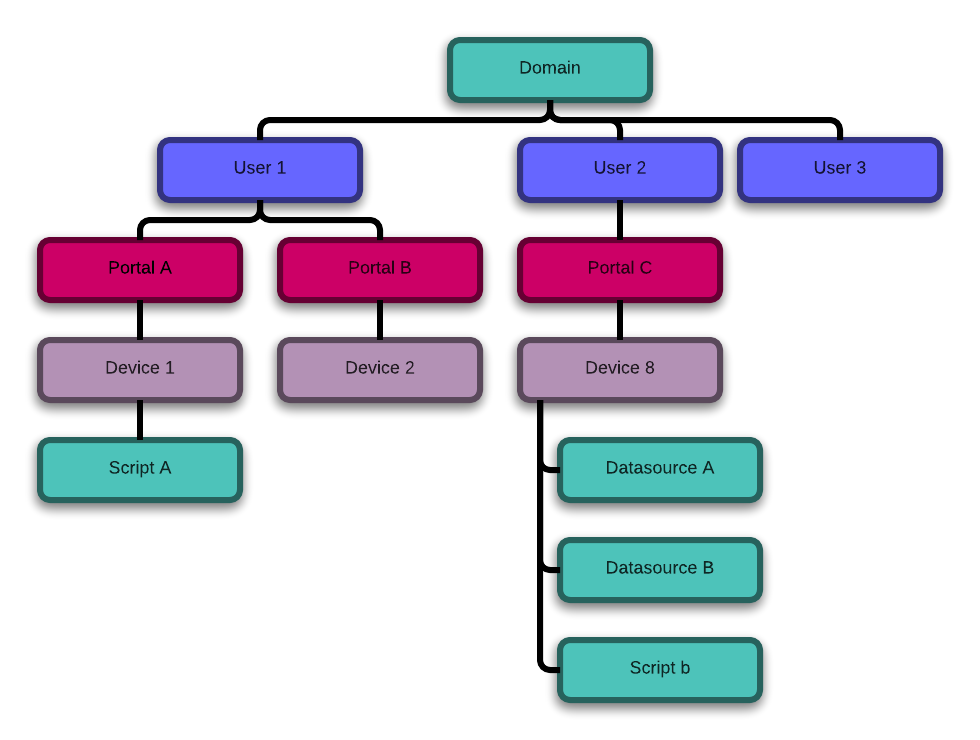 Domain
User 1
User 2
User 3
Portal A
Portal B
Portal C
Device 1
Device 2
Device 8
Script A
Datasource A
Datasource B
Script b